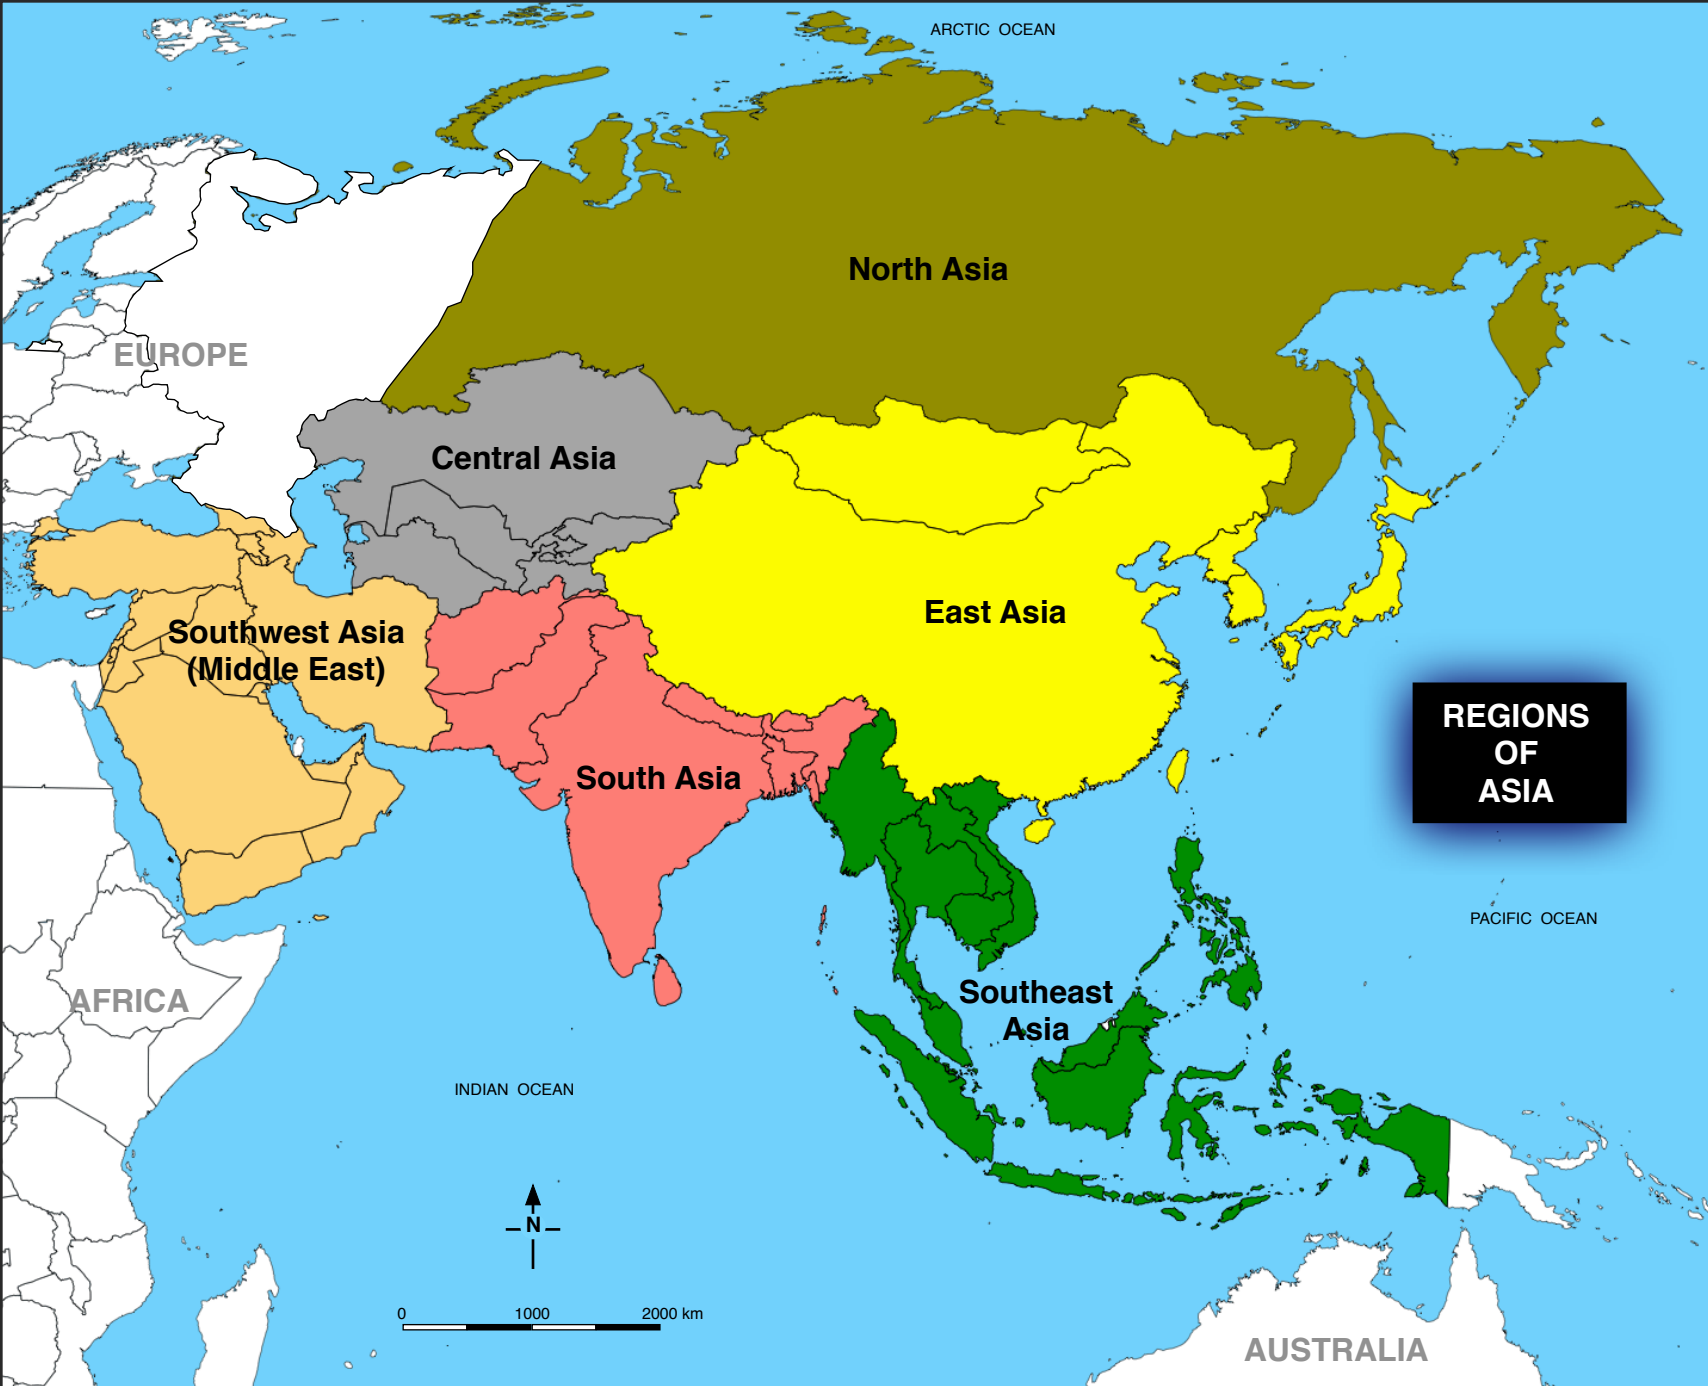 ARCTIC OCEAN
North Asia
EUROPE
Central Asia
East Asia
Southwest Asia
(Middle East)
REGIONS
OF
ASIA
South Asia
PACIFIC OCEAN
AFRICA
Southeast
Asia
INDIAN OCEAN
N
0 1000 2000 km
AUSTRALIA